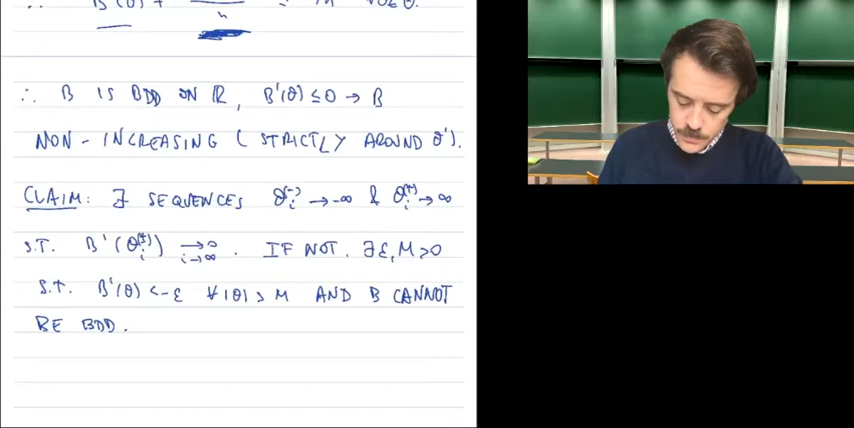 ∴ B IS BDD ON ℝ, B'(θ) ≤ 0 → B
NON-INCREASING (STRICTLY AROUND θ').
CLAIM: ∃ SEQUENCES θᵢ⁽⁻⁾ → -∞ & θᵢ⁽⁺⁾ → ∞
S.T. B'(θᵢ⁽±⁾) → 0 i→∞ . IF NOT, ∃ ε, M > 0
S.T. B'(θ) < -ε ∀ |θ| > M AND B CANNOT
BE BDD.